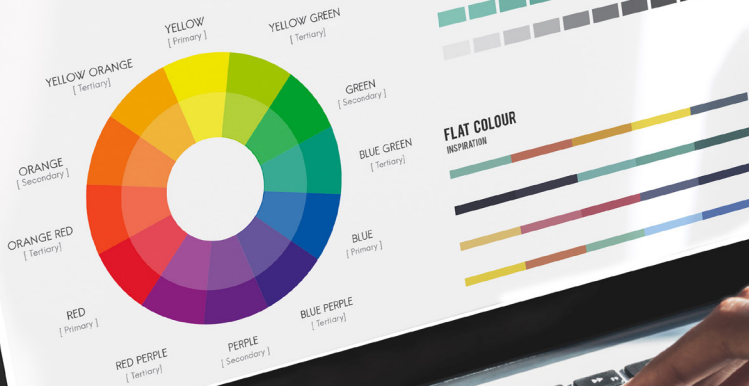 YELLOW
[ Primary ]
YELLOW GREEN
[ Tertiary]
GREEN
[ Secondary ]
BLUE GREEN
[ Tertiary]
BLUE
[ Primary ]
BLUE PERPLE
[ Tertiary]
PERPLE
[ Secondary ]
RED PERPLE
[ Tertiary]
RED
[ Primary ]
ORANGE RED
[ Tertiary]
ORANGE
[ Secondary ]
YELLOW ORANGE
[ Tertiary]
FLAT COLOUR
INSPIRATION